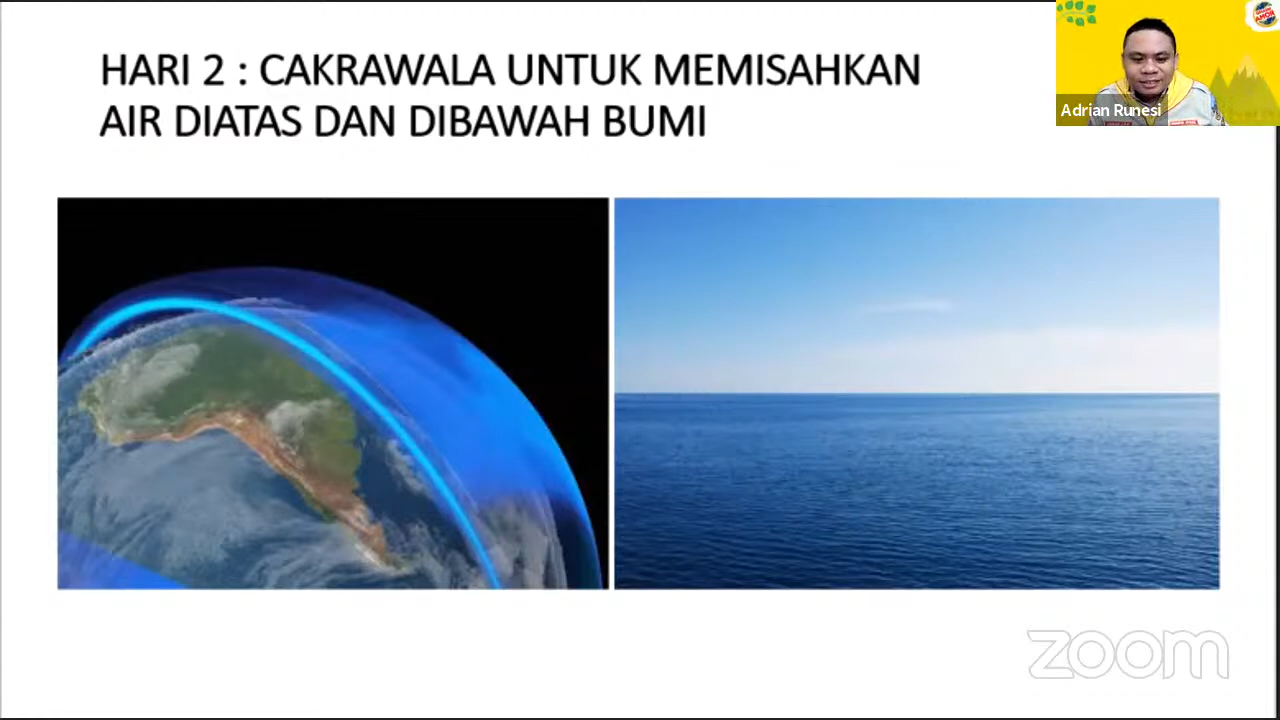 HARI 2 : CAKRAWALA UNTUK MEMISAHKAN
AIR DIATAS DAN DIBAWAH BUMI
Adrian Runesi
zoom